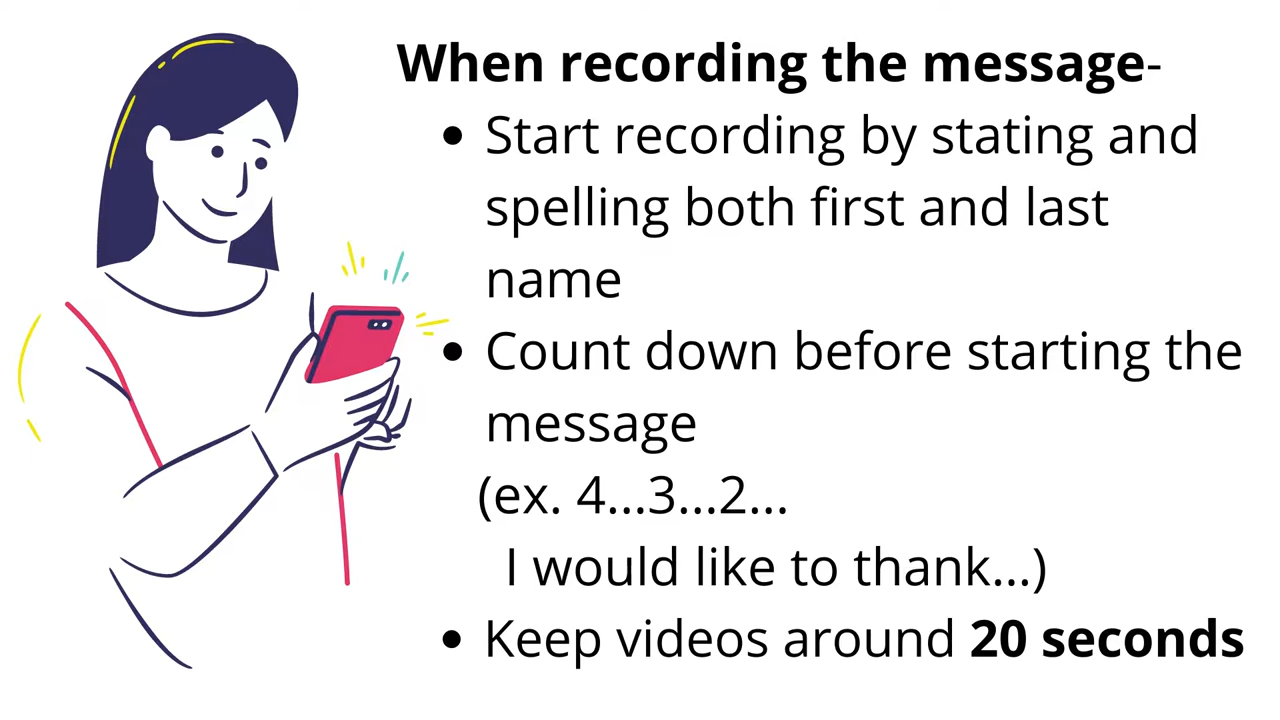 When recording the message-
• Start recording by stating and
spelling both first and last
name
• Count down before starting the
message
(ex. 4...3...2...
I would like to thank...)
• Keep videos around 20 seconds